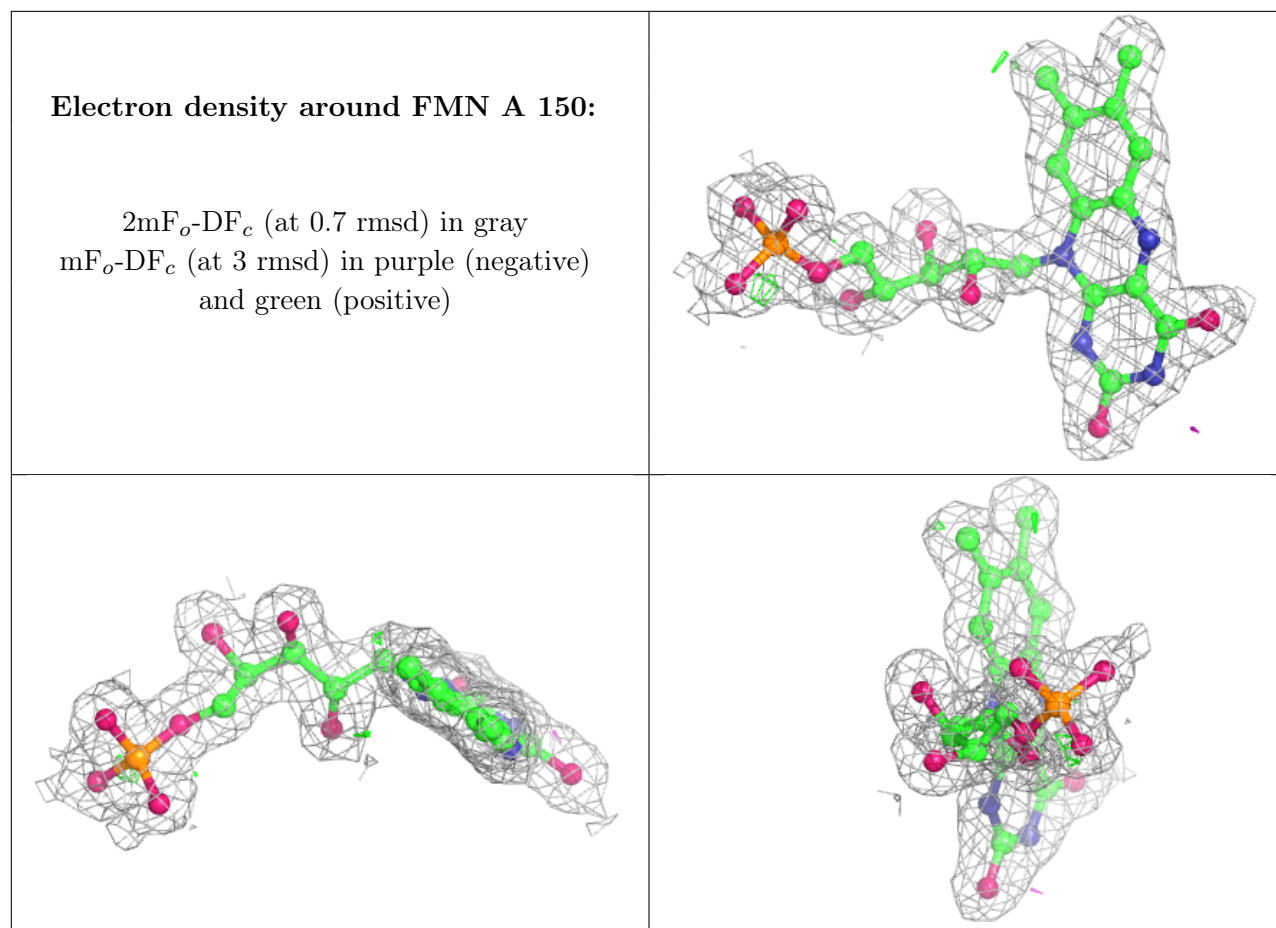 Electron density around FMN A 150:
2mFo-DFc (at 0.7 rmsd) in gray
mFo-DFc (at 3 rmsd) in purple (negative)
and green (positive)